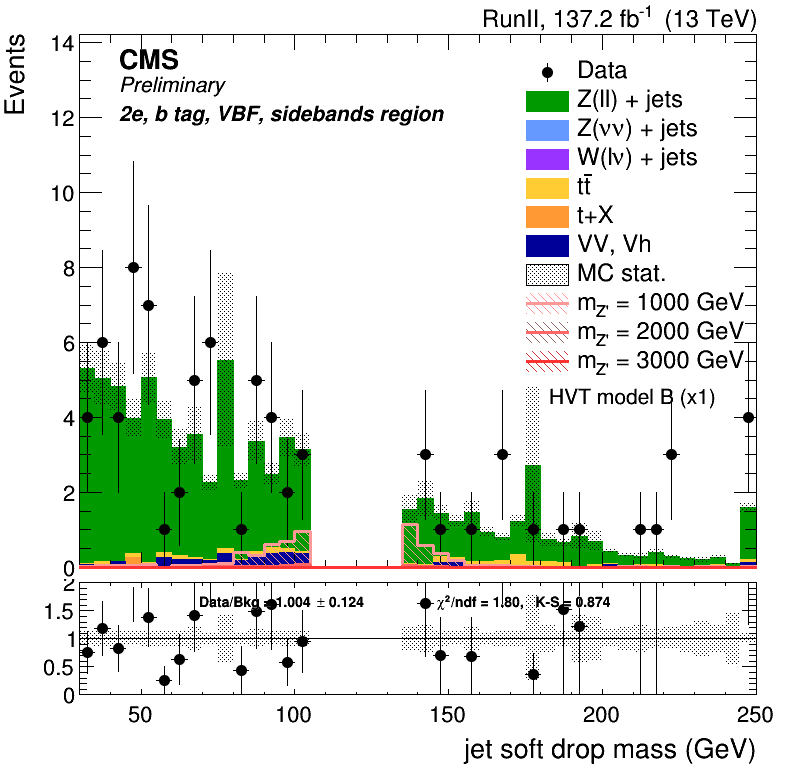 RunII, 137.2 fb⁻¹ (13 TeV)
Events
CMS
Preliminary
2e, b tag, VBF, sidebands region
Data
Z(ll) + jets
Z(νν) + jets
W(lν) + jets
tt̄
t+X
VV, Vh
MC stat.
m_Z' = 1000 GeV
m_Z' = 2000 GeV
m_Z' = 3000 GeV
HVT model B (x1)
14
12
10
8
6
4
2
0
Data/Bkg = 1.004 ± 0.124
χ²/ndf = 1.80, K-S = 0.874
2
1.5
1
0.5
0
50 100 150 200 250
jet soft drop mass (GeV)